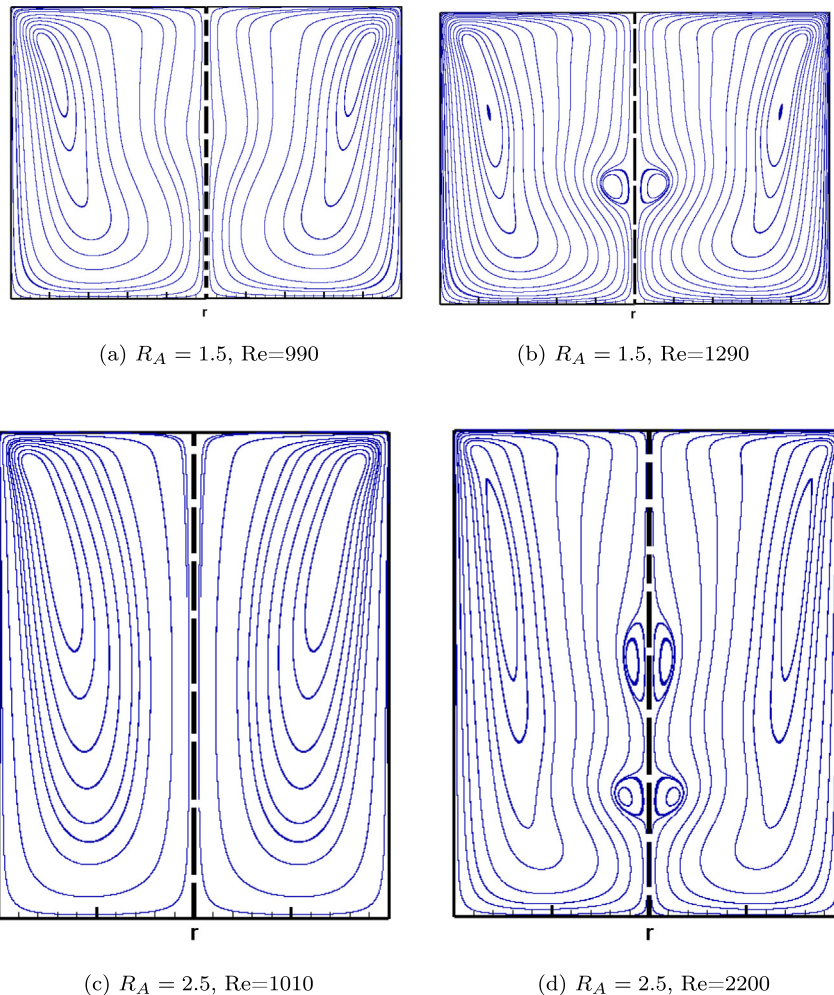 r
r
(a) R_A = 1.5, Re=990
(b) R_A = 1.5, Re=1290
r
r
(c) R_A = 2.5, Re=1010
(d) R_A = 2.5, Re=2200